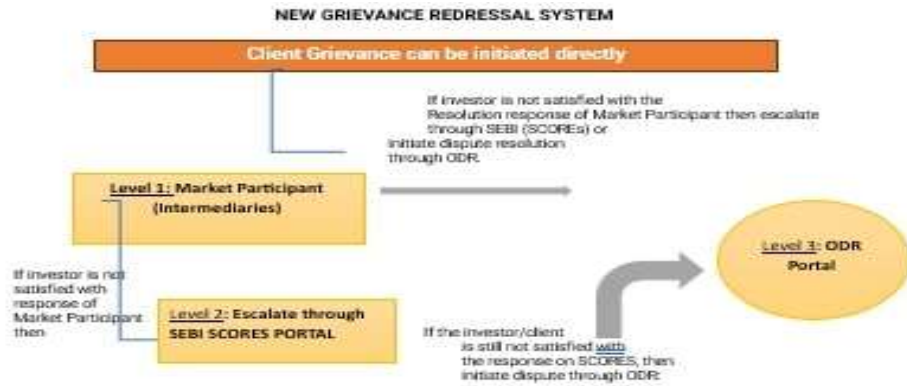 NEW GRIEVANCE REDRESSAL SYSTEM
Client Grievance can be initiated directly
If investor is not satisfied with the
Resolution response of Market Participant then escalate
through SEBI (SCOREs) or
initiate dispute resolution
through ODR.
Level 1: Market Participant
(Intermediaries)
Level 3: ODR
Portal
If investor is not
satisfied with
response of
Market Participant
then
Level 2: Escalate through
SEBI SCORES PORTAL
If the investor/client
is still not satisfied with
the response on SCORES, then
initiate dispute through ODR: